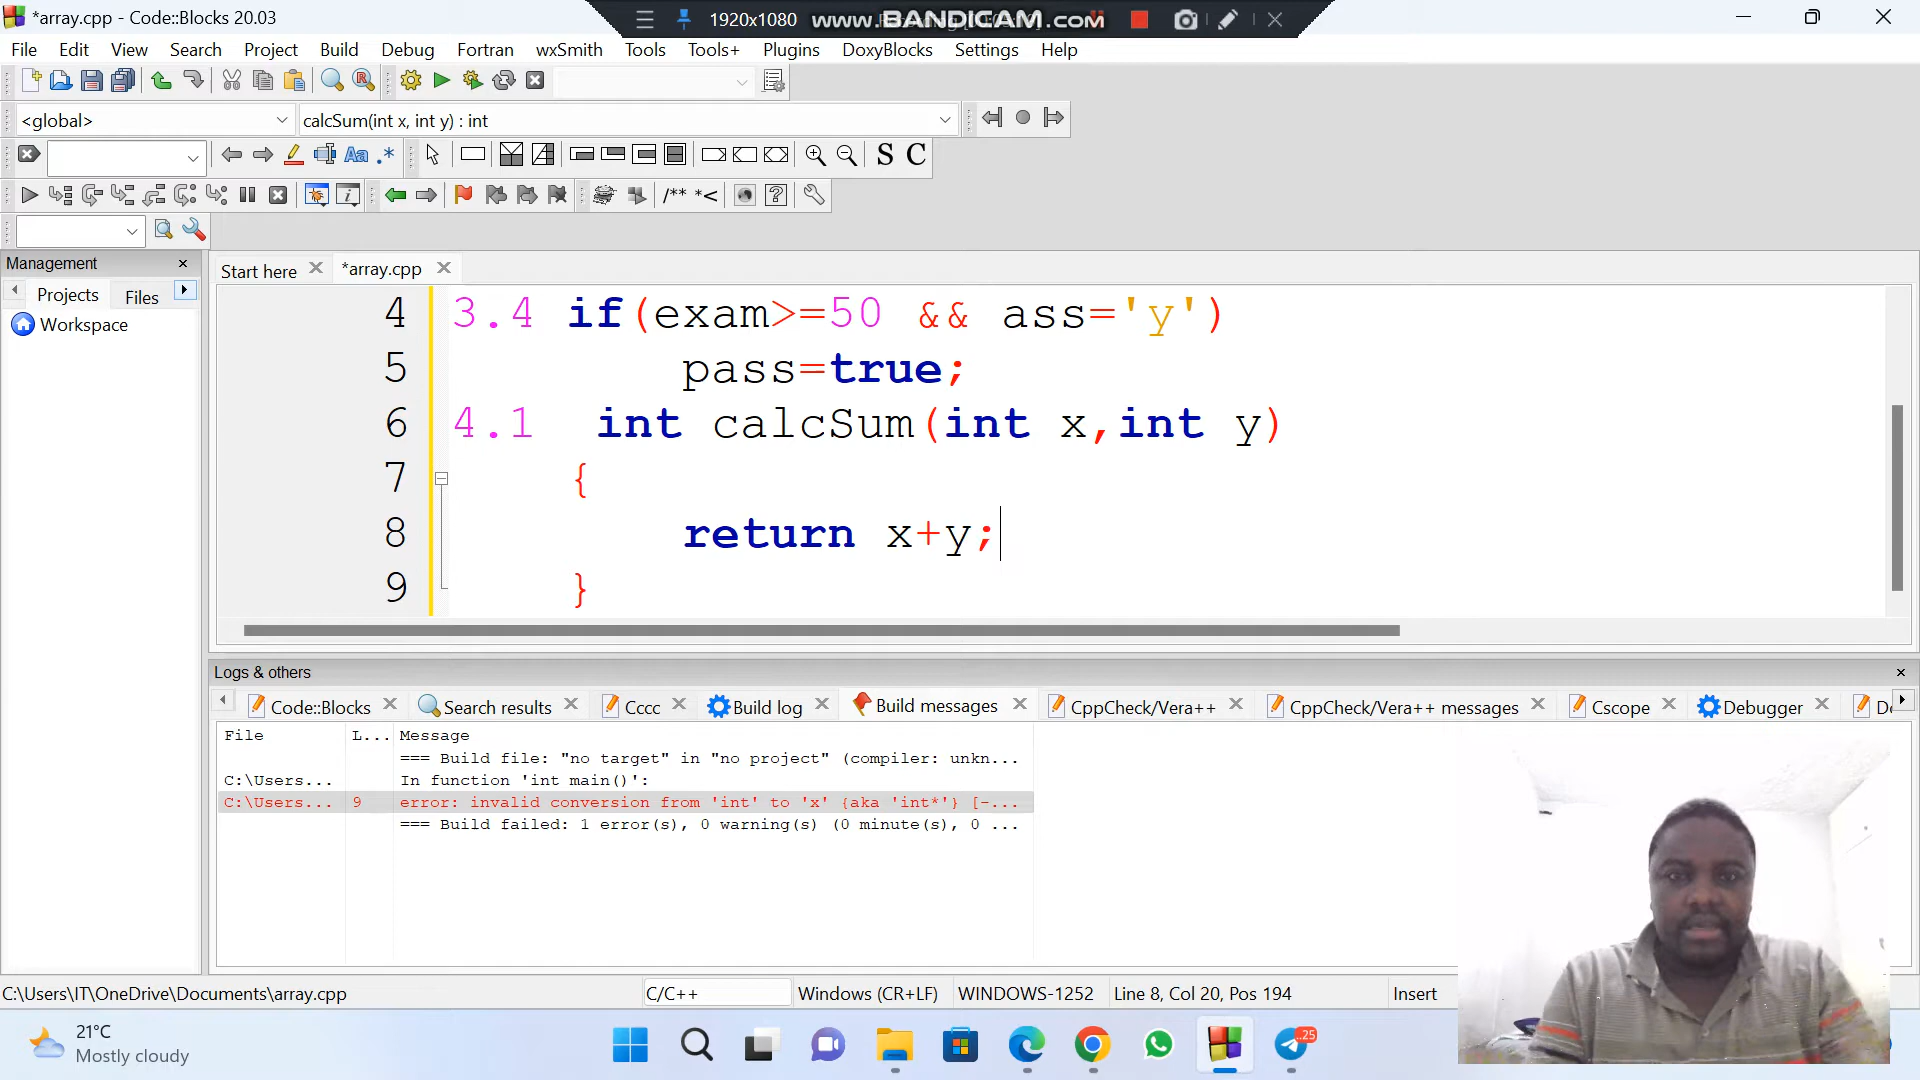 *array.cpp - Code::Blocks 20.03
1920x1080
www.BANDICAM.com
File Edit View Search Project Build Debug Fortran wxSmith Tools Tools+ Plugins DoxyBlocks Settings Help
<global>
calcSum(int x, int y) : int
S C
/** *<
Management
Projects
Files
Workspace
Start here
*array.cpp
4 3.4 if(exam>=50 && ass='y')
5 pass=true;
6 4.1 int calcSum(int x,int y)
7 {
8 return x+y;
9 }
Logs & others
Code::Blocks
Search results
Cccc
Build log
Build messages
CppCheck/Vera++
CppCheck/Vera++ messages
Cscope
Debugger
File L... Message
=== Build file: "no target" in "no project" (compiler: unkn...
C:\Users... In function 'int main()':
C:\Users... 9 error: invalid conversion from 'int' to 'x' {aka 'int*'} [-...
=== Build failed: 1 error(s), 0 warning(s) (0 minute(s), 0 ...
C:\Users\IT\OneDrive\Documents\array.cpp
C/C++
Windows (CR+LF)
WINDOWS-1252
Line 8, Col 20, Pos 194
Insert
21°C
Mostly cloudy
..25